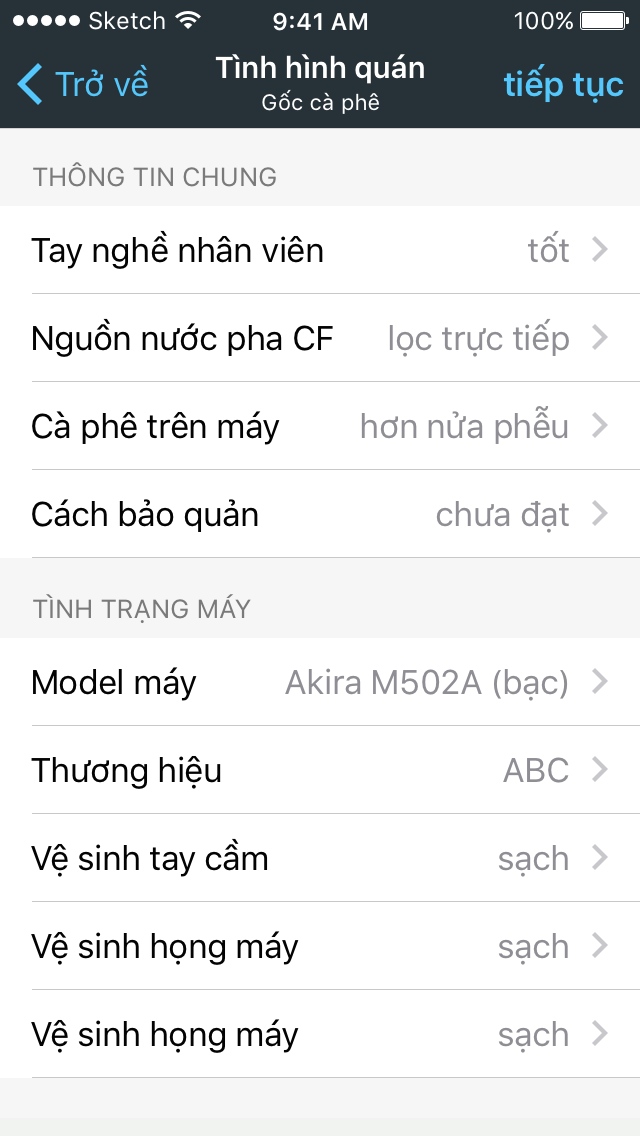 Sketch 9:41 AM 100%
Trở về Tình hình quán tiếp tục
Gốc cà phê
THÔNG TIN CHUNG
Tay nghề nhân viên tốt
Nguồn nước pha CF lọc trực tiếp
Cà phê trên máy hơn nửa phễu
Cách bảo quản chưa đạt
TÌNH TRẠNG MÁY
Model máy Akira M502A (bạc)
Thương hiệu ABC
Vệ sinh tay cầm sạch
Vệ sinh họng máy sạch
Vệ sinh họng máy sạch